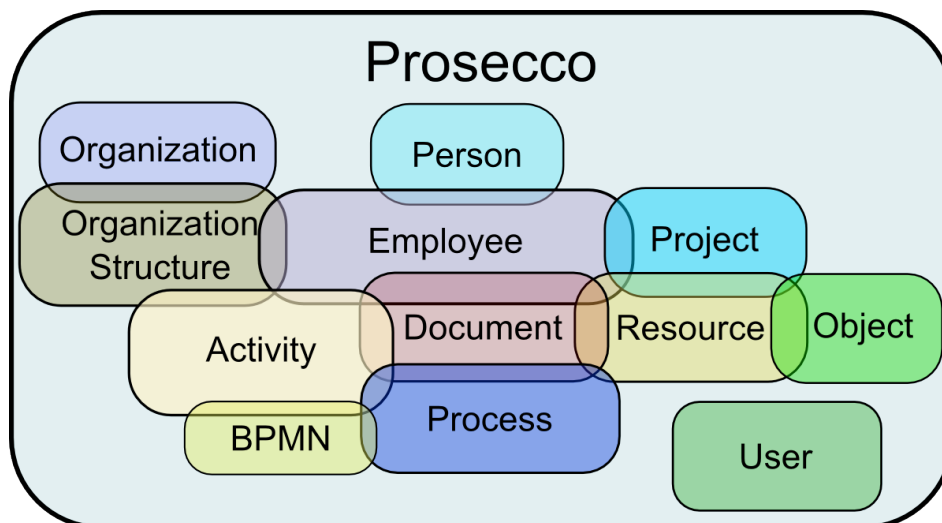 Prosecco
Organization
Person
Organization
Structure
Employee
Project
Activity
Document
Resource
Object
BPMN
Process
User